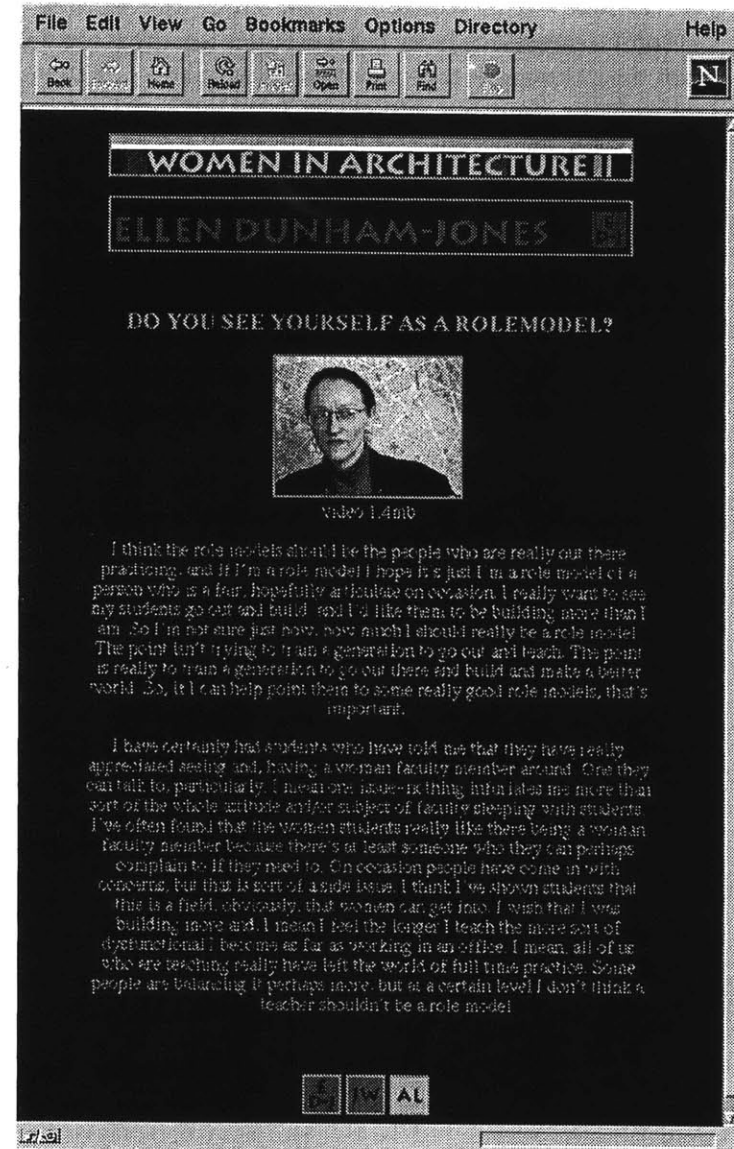 File Edit View Go Bookmarks Options Directory Help
Back Forward Home Reload Open Print Find Stop N
WOMEN IN ARCHITECTURE
ELLEN DUNHAM-JONES
DO YOU SEE YOURSELF AS A ROLEMODEL?
video 1.4mb
I think the role models should be the people who are really out there
practicing, and if I'm a role model I hope it's just I'm a role model of a
person who is a fair, hopefully articulate on occasion. I really want to see
my students go out and build and I'd like them to be building more than I
am. So I'm not sure just how, how much I should really be a role model.
The point isn't trying to train a generation to go out and teach. The point
is really to train a generation to go out there and build and make a better
world. So, if I can help point them to some really good role models, that's
important.
I have certainly had students who have told me that they have really
appreciated seeing and, having a woman faculty member around. One they
can talk to, particularly. I mean one issue- nothing infuriates me more than
sort of the whole attitude and/or subject of faculty sleeping with students.
I've often found that the women students really like there being a woman
faculty member because there's at least someone who they can perhaps
complain to if they need to. On occasion people have come in with
concerns, but that is sort of a side issue. I think I've shown students that
this is a field, obviously, that women can get into. I wish that I was
building more and, I mean I feel the longer I teach the more sort of
dysfunctional I become as far as working in an office. I mean, all of us
who are teaching really have left the world of full time practice. Some
people are balancing it perhaps more, but at a certain level I don't think a
teacher shouldn't be a role model.
E D-J JW AL